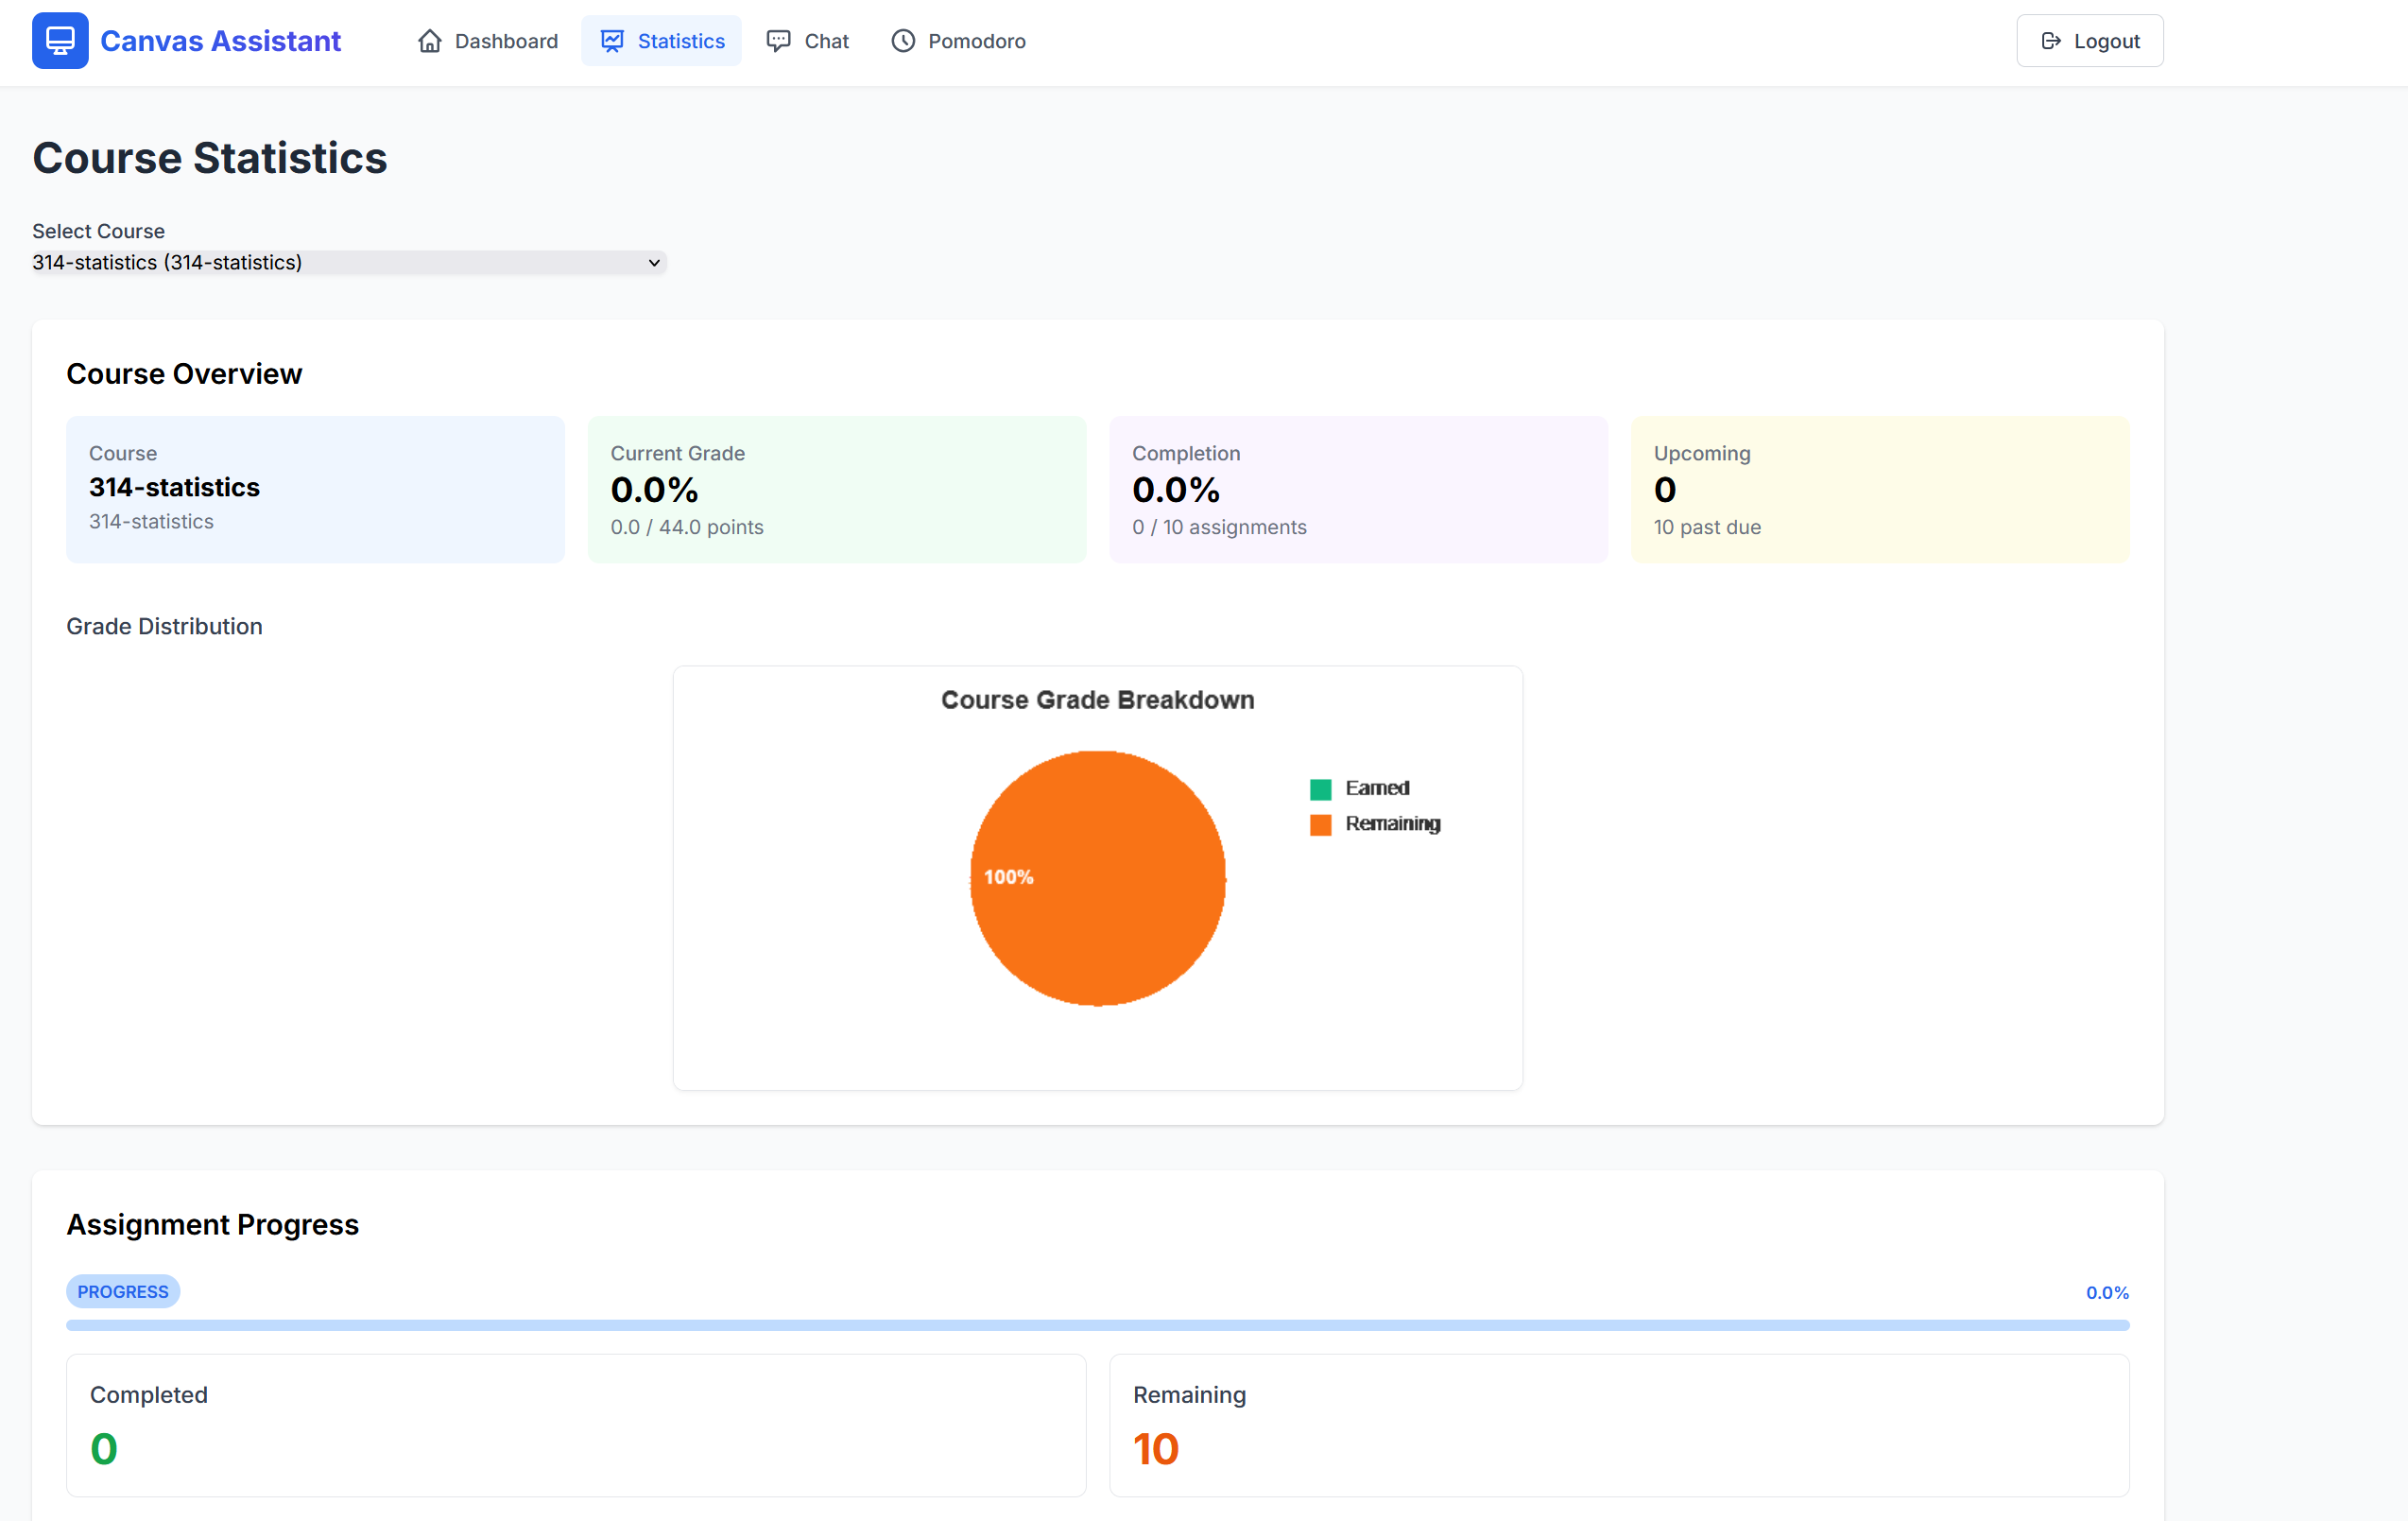 Canvas Assistant
Dashboard
Statistics
Chat
Pomodoro
Logout
Course Statistics
Select Course
314-statistics (314-statistics)
Course Overview
Course
314-statistics
314-statistics
Current Grade
0.0%
0.0 / 44.0 points
Completion
0.0%
0 / 10 assignments
Upcoming
0
10 past due
Grade Distribution
Course Grade Breakdown
Earned
Remaining
100%
Assignment Progress
PROGRESS
0.0%
Completed
0
Remaining
10